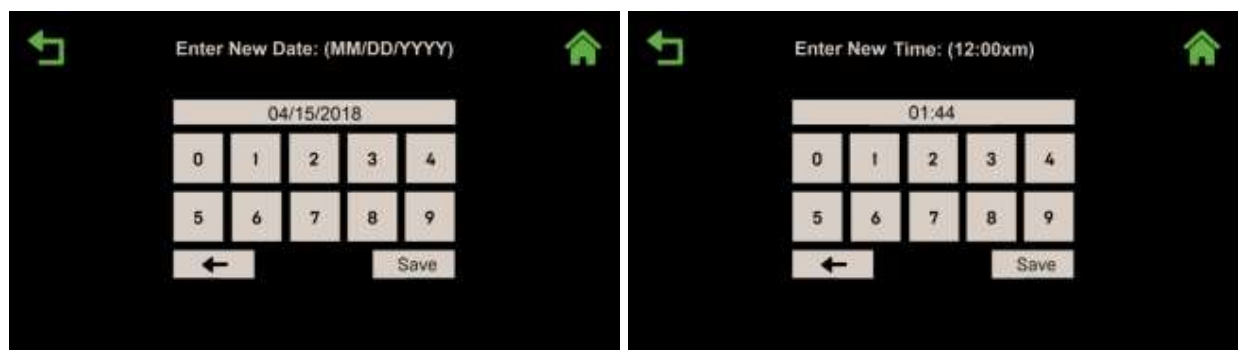 Enter New Date: (MM/DD/YYYY)
04/15/2018
0 1 2 3 4
5 6 7 8 9
Save
Enter New Time: (12:00xm)
01:44
0 1 2 3 4
5 6 7 8 9
Save